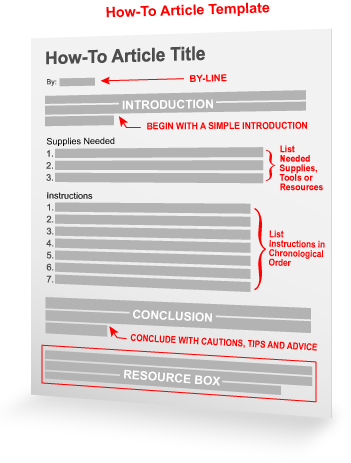 How-To Article Template
How-To Article Title
By:
BY-LINE
INTRODUCTION
BEGIN WITH A SIMPLE INTRODUCTION
Supplies Needed
1.
2.
3.
List
Needed
Supplies,
Tools or
Resources
Instructions
1.
2.
3.
4.
5.
6.
7.
List
Instructions in
Chronological
Order
CONCLUSION
CONCLUDE WITH CAUTIONS, TIPS AND ADVICE
RESOURCE BOX